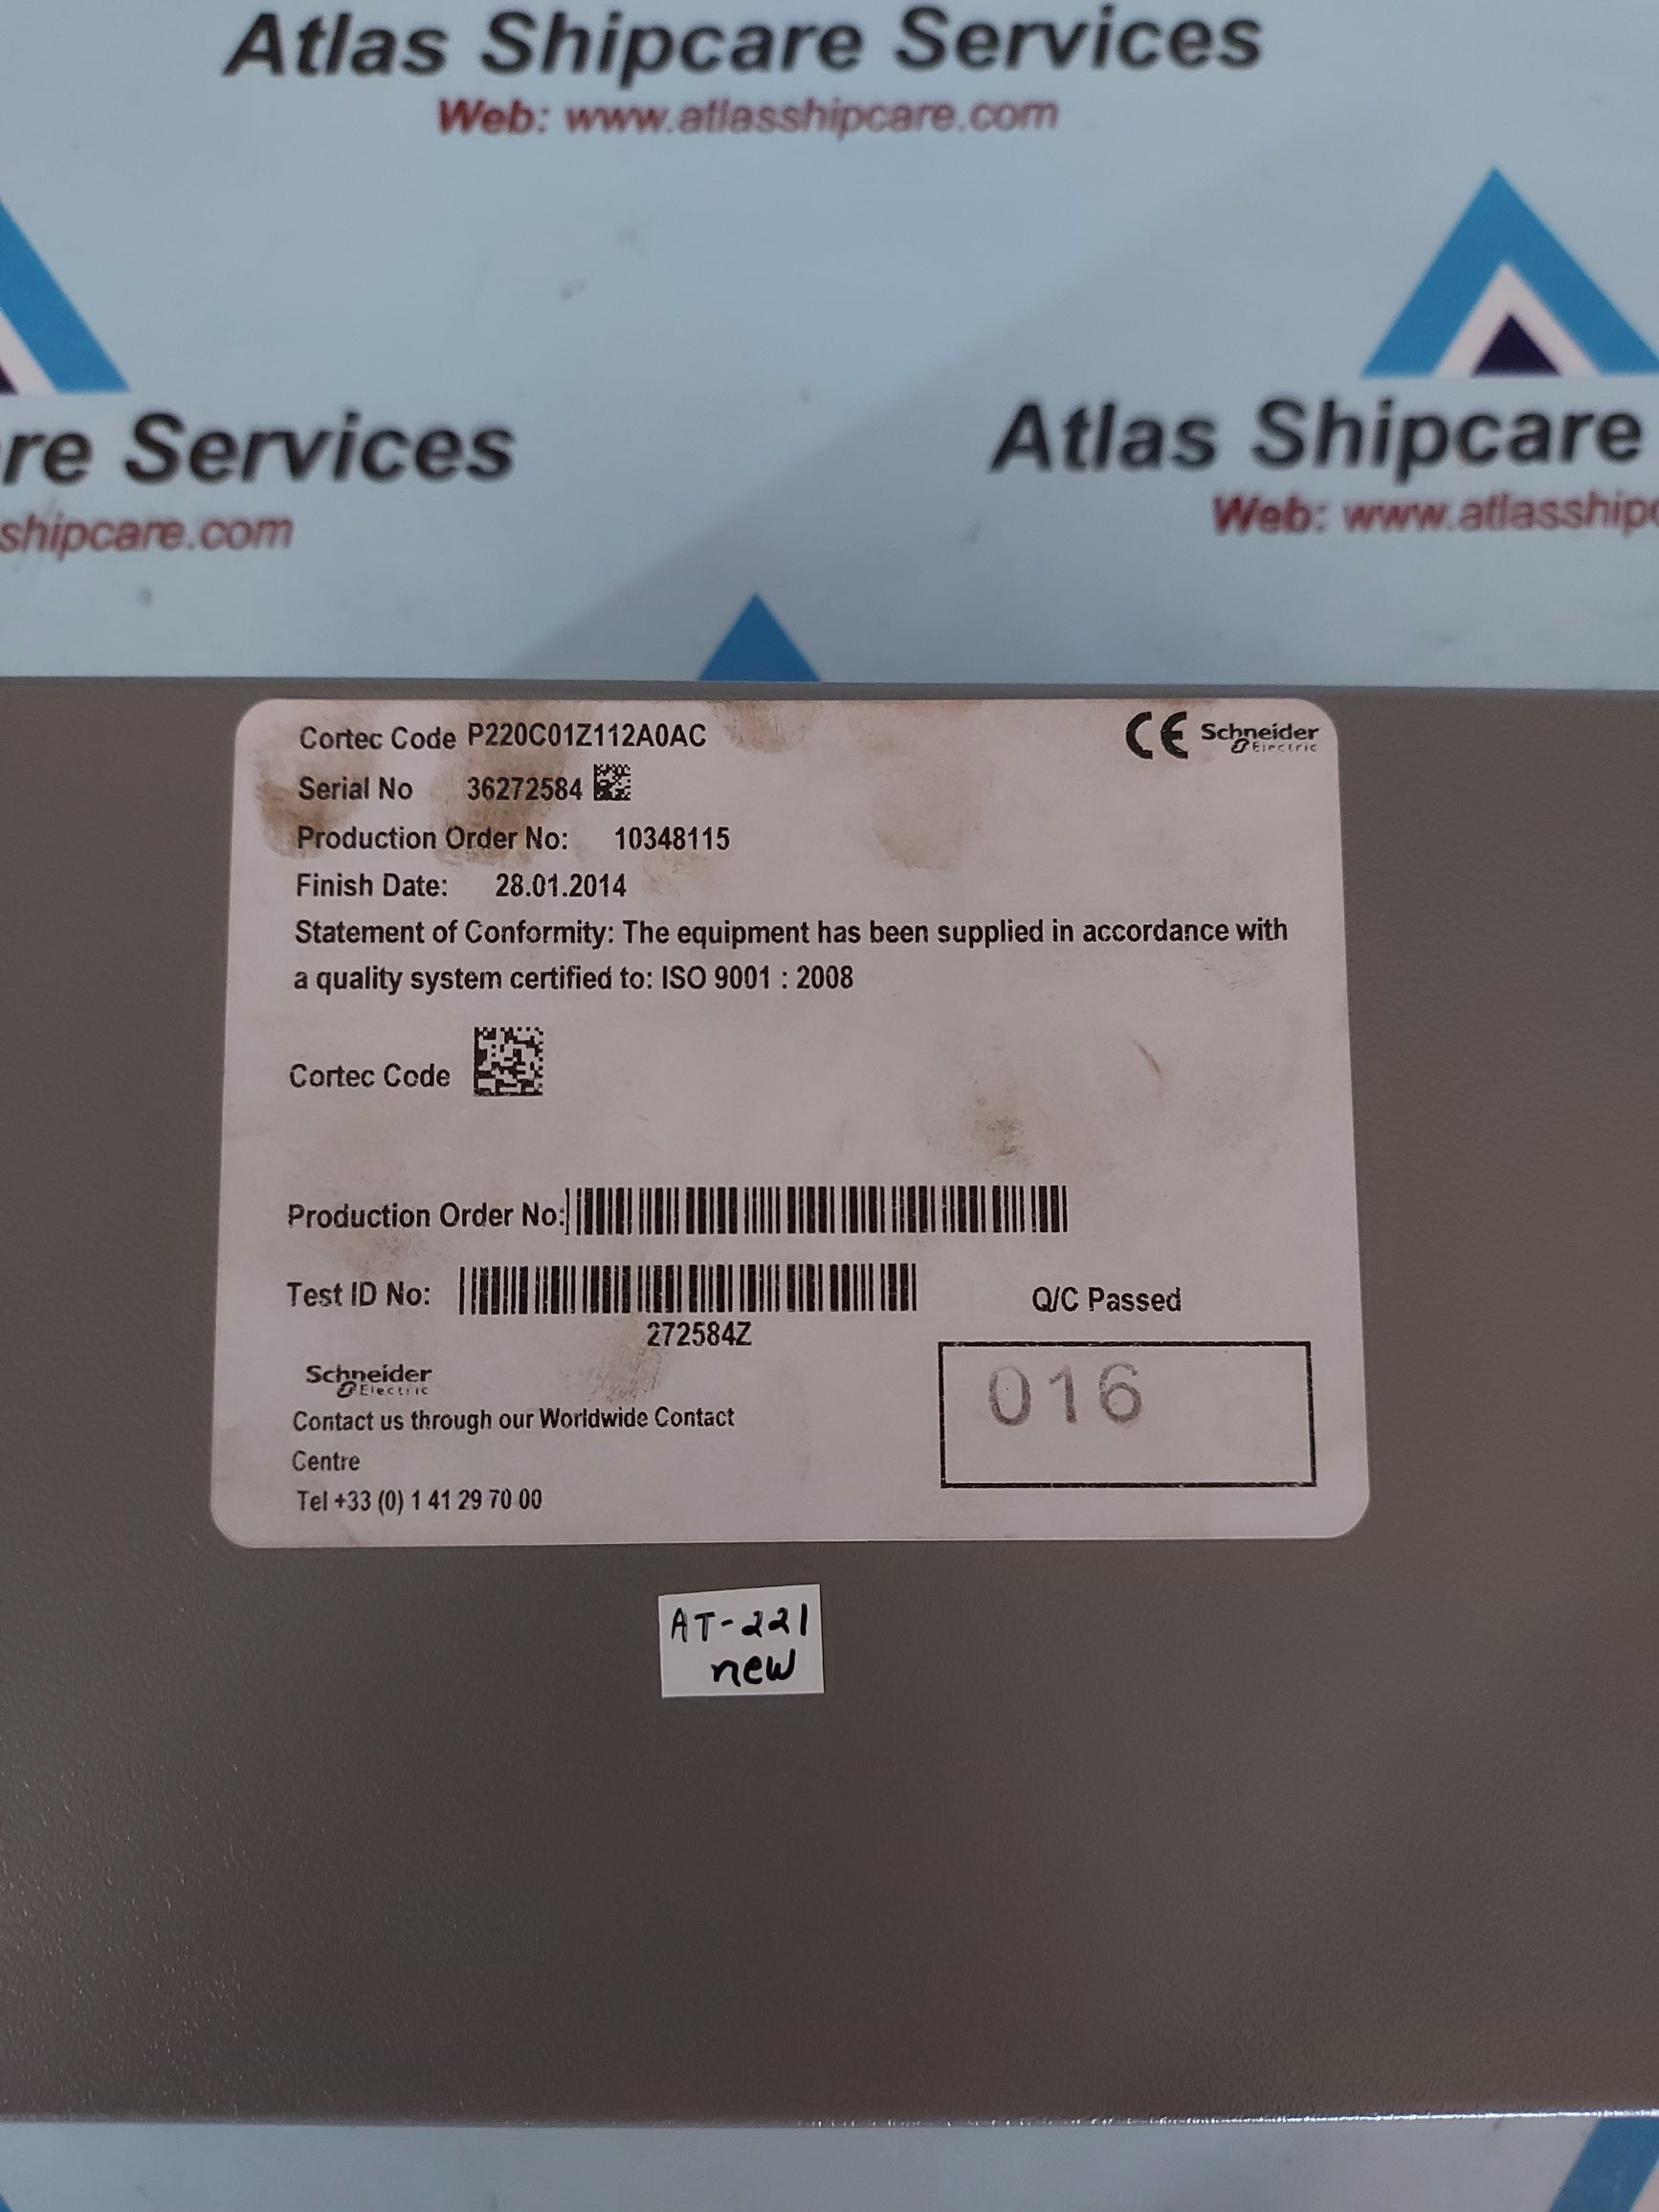 Atlas Shipcare Services
Web: www.atlasshipcare.com
re Services
shipcare.com
Atlas Shipcare
Web: www.atlasshipc
Cortec Code P220C01Z112A0AC
CE Schneider Electric
Serial No 36272584
Production Order No: 10348115
Finish Date: 28.01.2014
Statement of Conformity: The equipment has been supplied in accordance with
a quality system certified to: ISO 9001 : 2008
Cortec Code
Production Order No:
Test ID No:
272584Z
Q/C Passed
016
Schneider
Electric
Contact us through our Worldwide Contact
Centre
Tel +33 (0) 1 41 29 70 00
AT-221
new